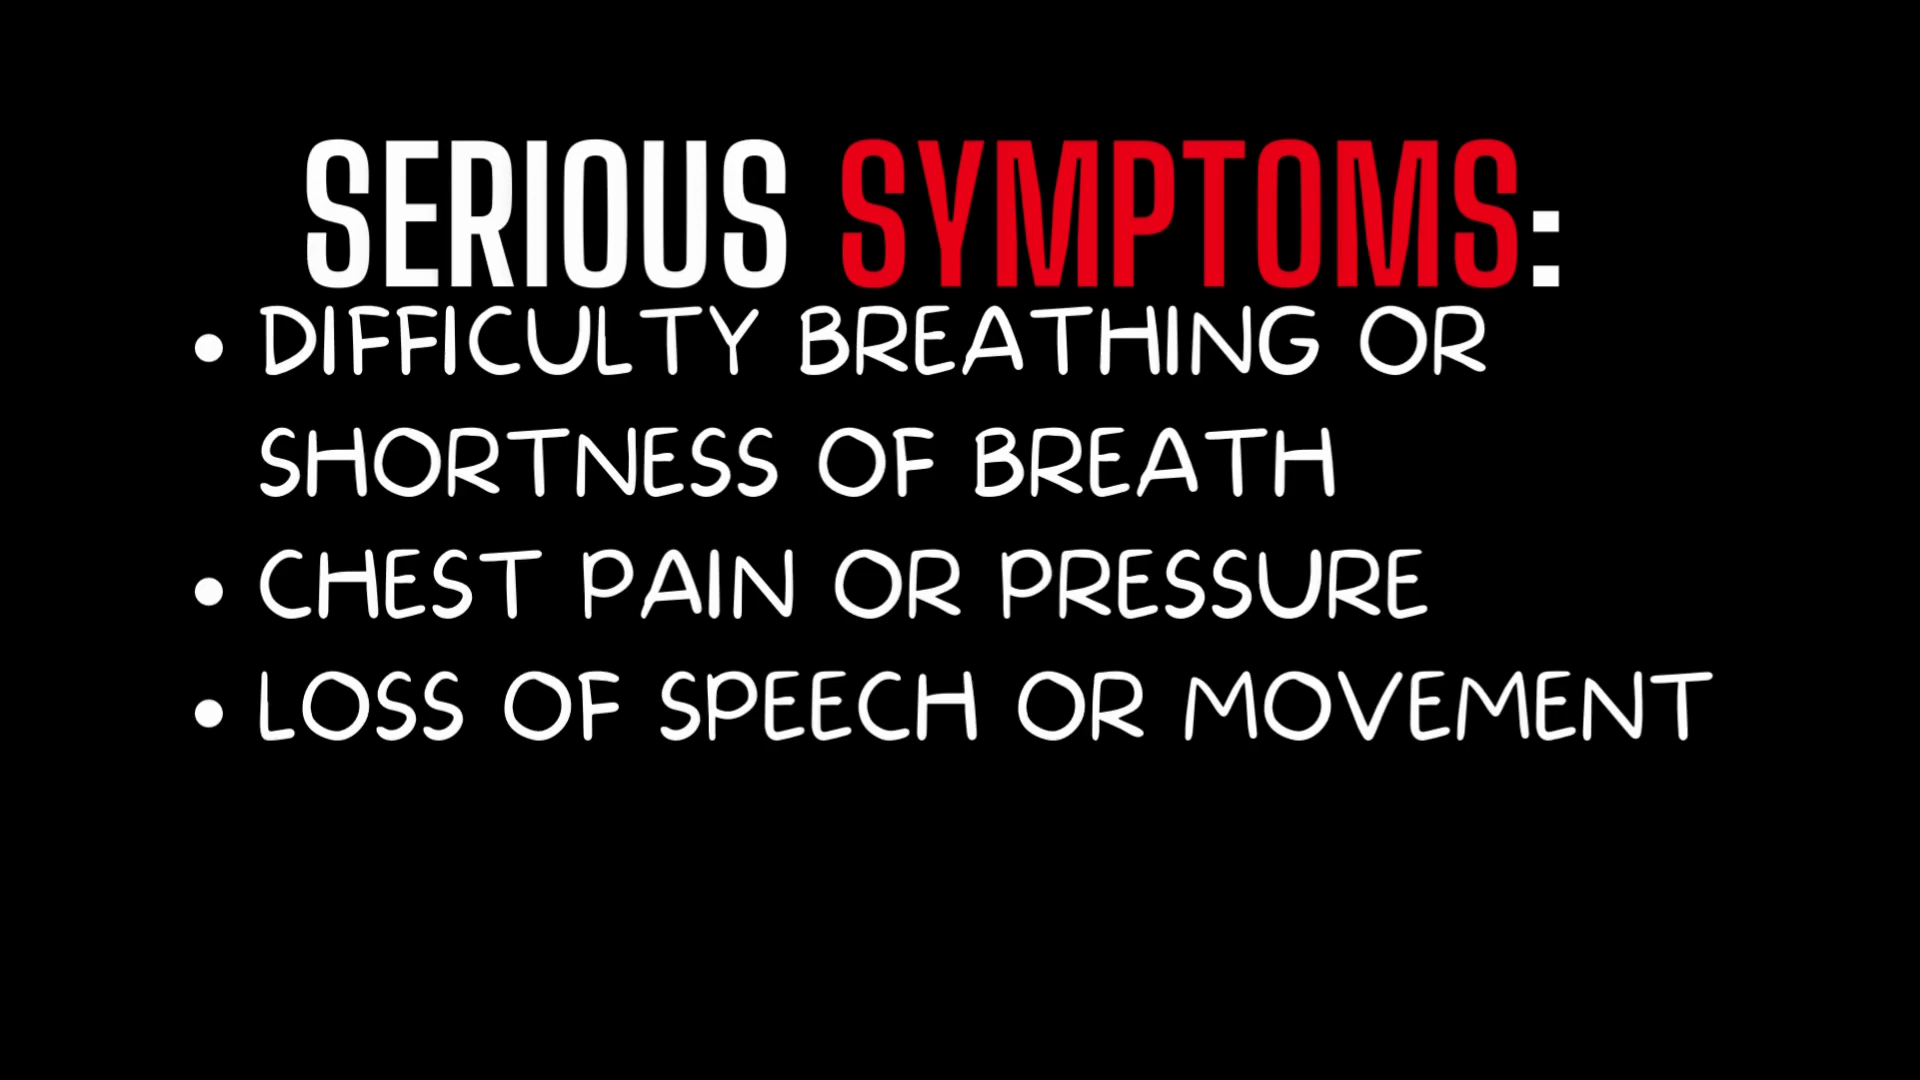 SERIOUS SYMPTOMS:
• DIFFICULTY BREATHING OR
SHORTNESS OF BREATH
• CHEST PAIN OR PRESSURE
• LOSS OF SPEECH OR MOVEMENT